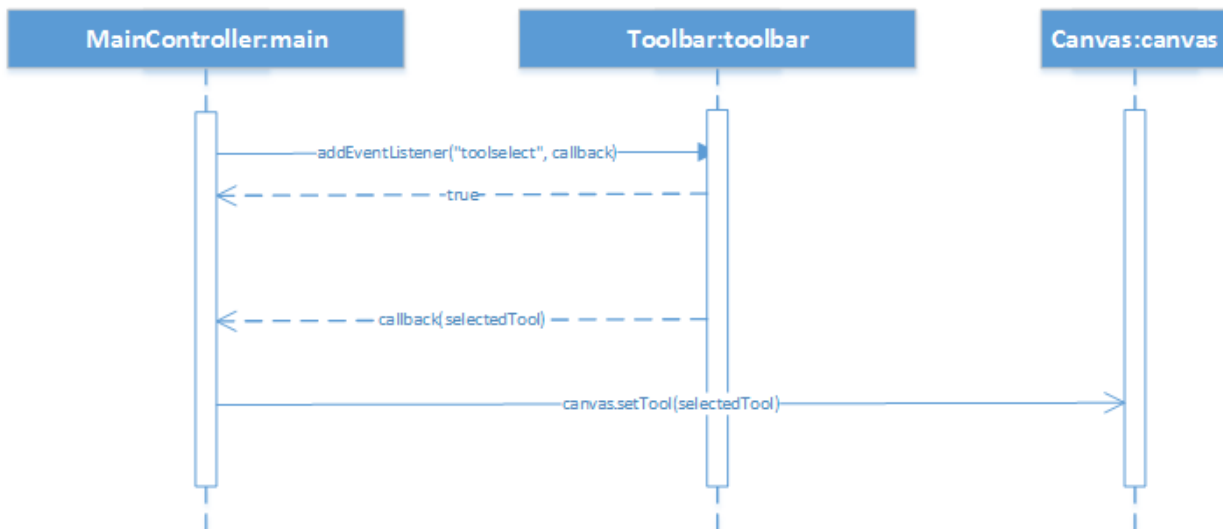 MainController:main
Toolbar:toolbar
Canvas:canvas
addEventListener("toolselect", callback)
true
callback(selectedTool)
canvas.setTool(selectedTool)